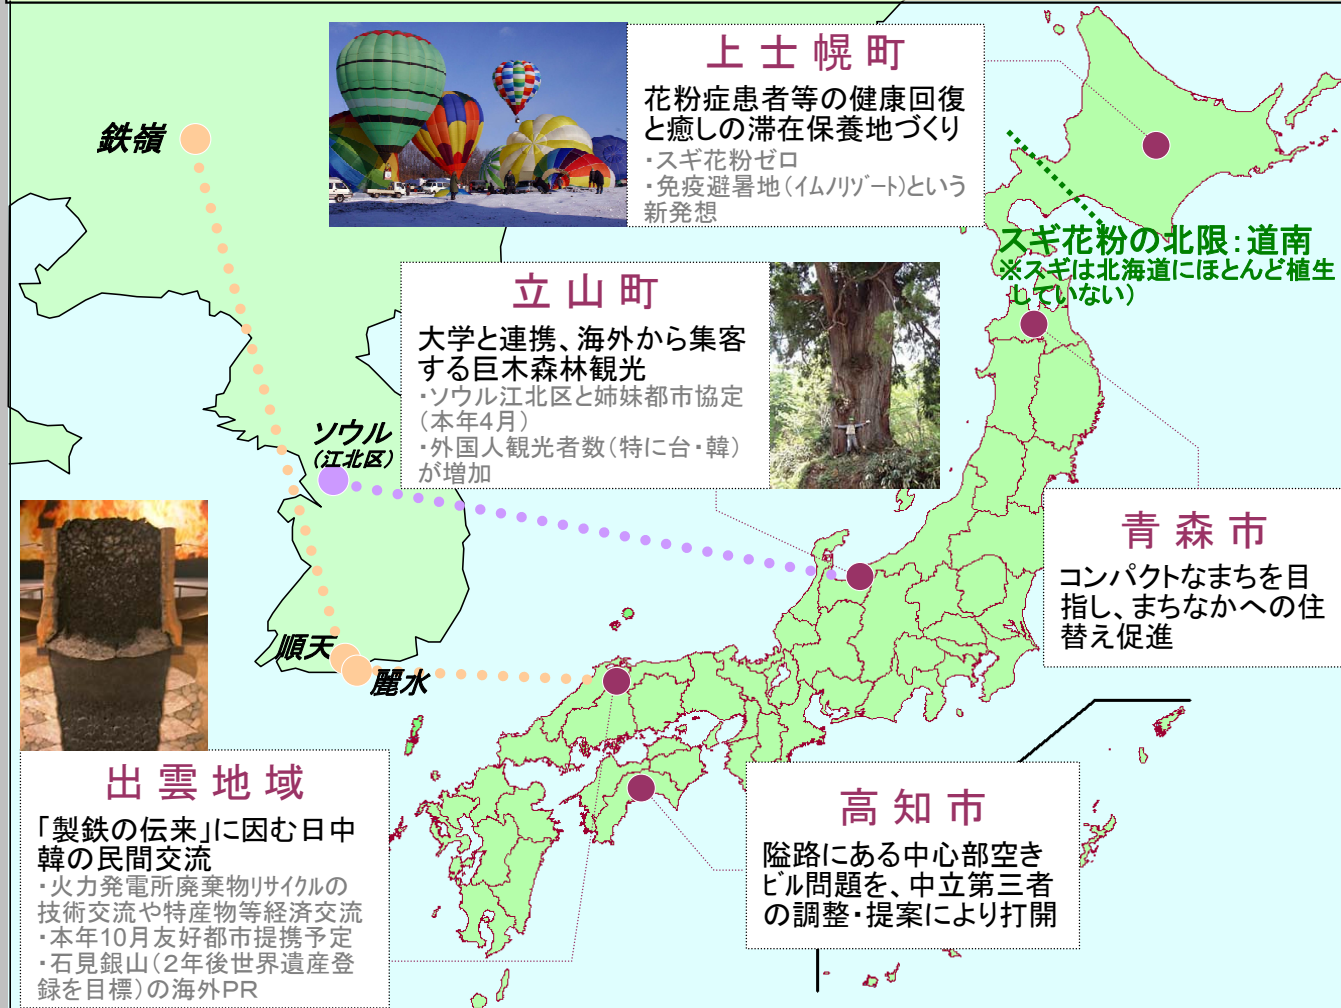 上士幌町
花粉症患者等の健康回復
と癒しの滞在保養地づくり
・スギ花粉ゼロ
・免疫避暑地(イムノリゾート)という
新発想
鉄嶺
スギ花粉の北限:道南
※スギは北海道にほとんど植生
していない)
立山町
大学と連携、海外から集客
する巨木森林観光
・ソウル江北区と姉妹都市協定
(本年4月)
・外国人観光者数(特に台・韓)
が増加
ソウル
(江北区)
青森市
コンパクトなまちを目
指し、まちなかへの住
替え促進
順天
麗水
出雲地域
「製鉄の伝来」に因む日中
韓の民間交流
・火力発電所廃棄物リサイクルの
技術交流や特産物等経済交流
・本年10月友好都市提携予定
・石見銀山(2年後世界遺産登
録を目標)の海外PR
高知市
隘路にある中心部空き
ビル問題を、中立第三者
の調整・提案により打開